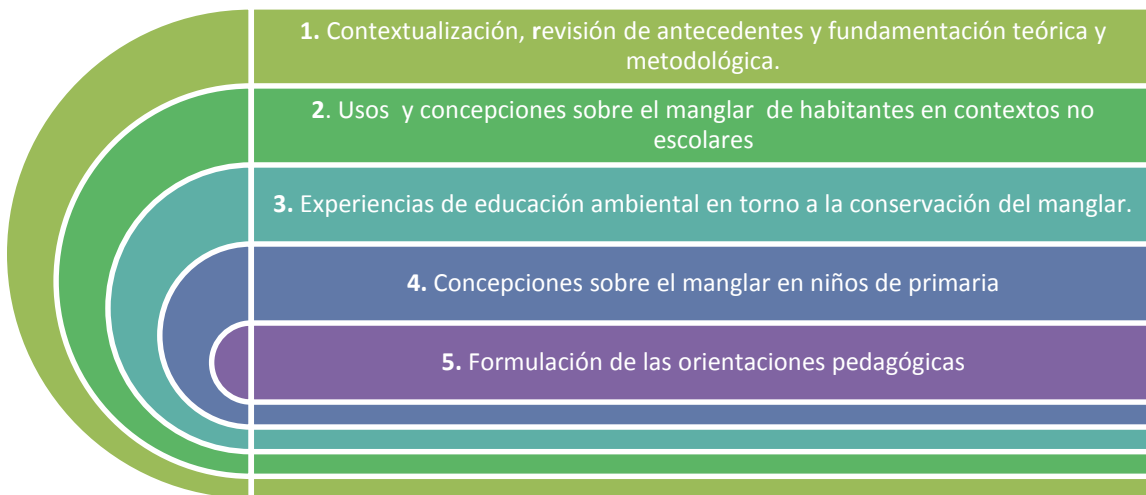 1. Contextualización, revisión de antecedentes y fundamentación teórica y
metodológica.
2. Usos y concepciones sobre el manglar de habitantes en contextos no
escolares
3. Experiencias de educación ambiental en torno a la conservación del manglar.
4. Concepciones sobre el manglar en niños de primaria
5. Formulación de las orientaciones pedagógicas